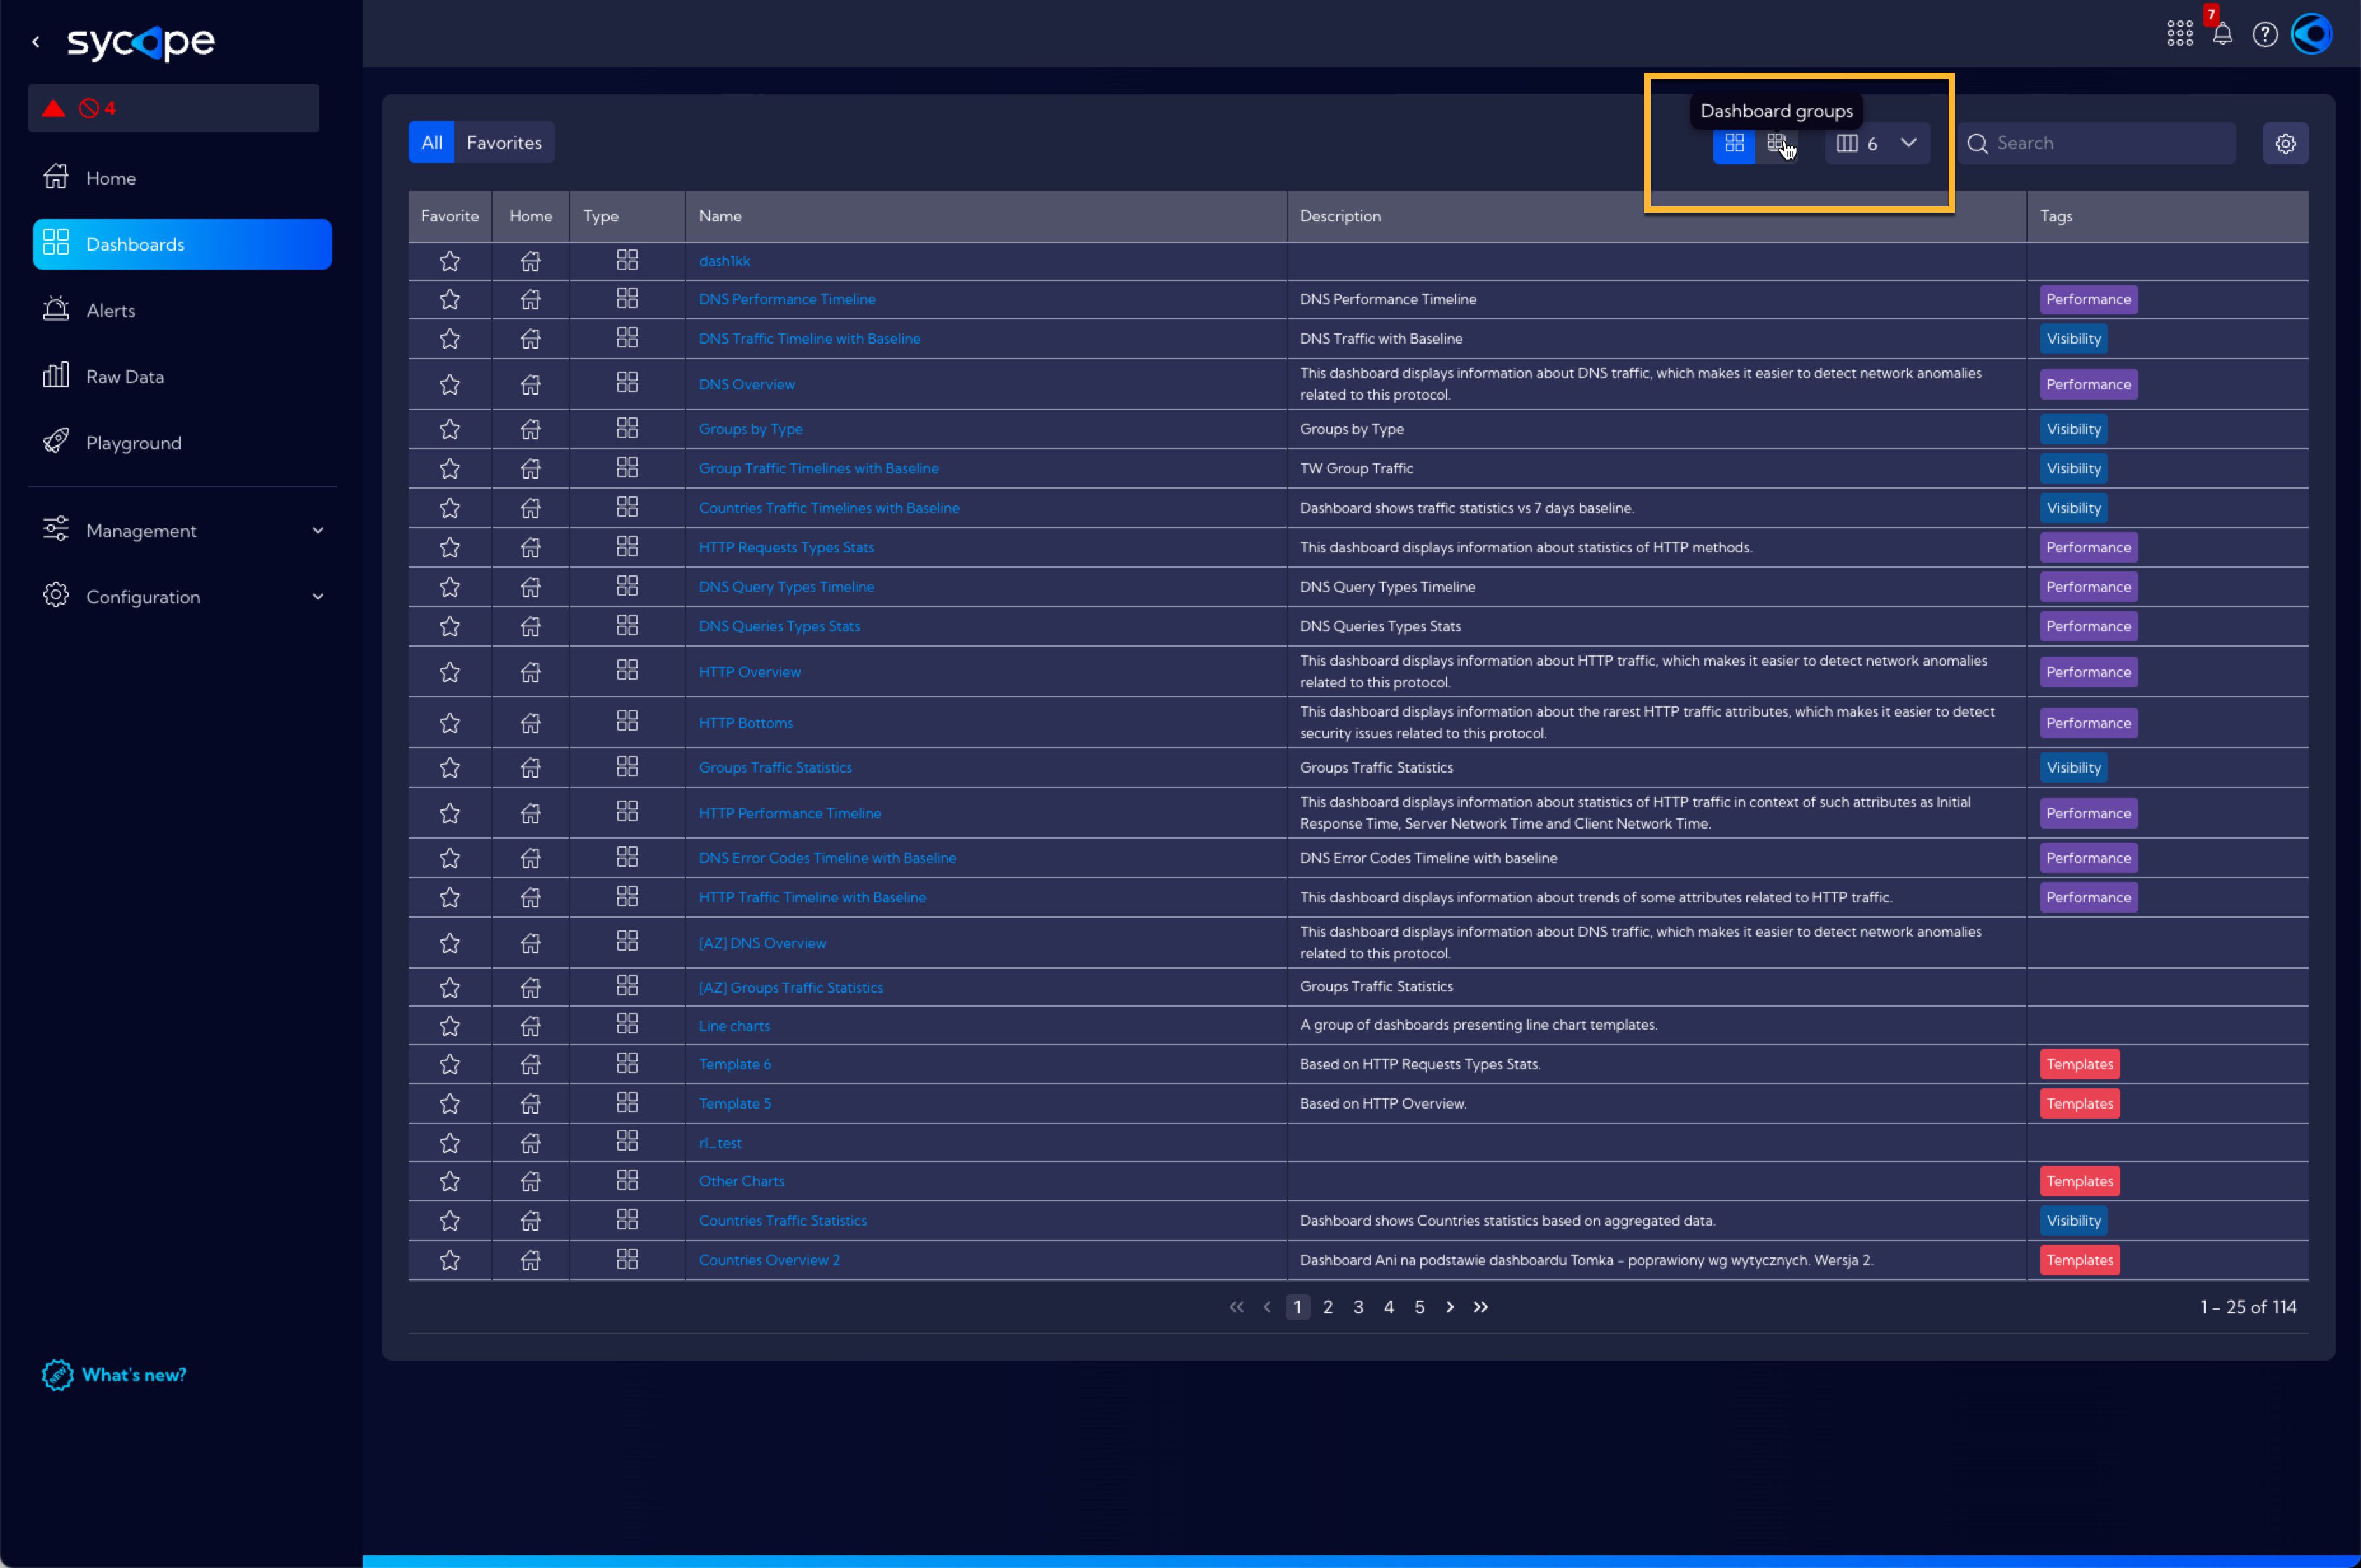 sycope
7
4
Home
Dashboards
Alerts
Raw Data
Playground
Management
Configuration
What's new?
NEW
Dashboard groups
All Favorites 6 Search
Favorite Home Type Name Description Tags
dash1kk
DNS Performance Timeline DNS Performance Timeline Performance
DNS Traffic Timeline with Baseline DNS Traffic with Baseline Visibility
DNS Overview This dashboard displays information about DNS traffic, which makes it easier to detect network anomalies Performance
related to this protocol.
Groups by Type Groups by Type Visibility
Group Traffic Timelines with Baseline TW Group Traffic Visibility
Countries Traffic Timelines with Baseline Dashboard shows traffic statistics vs 7 days baseline. Visibility
HTTP Requests Types Stats This dashboard displays information about statistics of HTTP methods. Performance
DNS Query Types Timeline DNS Query Types Timeline Performance
DNS Queries Types Stats DNS Queries Types Stats Performance
HTTP Overview This dashboard displays information about HTTP traffic, which makes it easier to detect network anomalies Performance
related to this protocol.
HTTP Bottoms This dashboard displays information about the rarest HTTP traffic attributes, which makes it easier to detect Performance
security issues related to this protocol.
Groups Traffic Statistics Groups Traffic Statistics Visibility
HTTP Performance Timeline This dashboard displays information about statistics of HTTP traffic in context of such attributes as Initial Performance
Response Time, Server Network Time and Client Network Time.
DNS Error Codes Timeline with Baseline DNS Error Codes Timeline with baseline Performance
HTTP Traffic Timeline with Baseline This dashboard displays information about trends of some attributes related to HTTP traffic. Performance
[AZ] DNS Overview This dashboard displays information about DNS traffic, which makes it easier to detect network anomalies
related to this protocol.
[AZ] Groups Traffic Statistics Groups Traffic Statistics
Line charts A group of dashboards presenting line chart templates.
Template 6 Based on HTTP Requests Types Stats. Templates
Template 5 Based on HTTP Overview. Templates
rl_test
Other Charts Templates
Countries Traffic Statistics Dashboard shows Countries statistics based on aggregated data. Visibility
Countries Overview 2 Dashboard Ani na podstawie dashboardu Tomka - poprawiony wg wytycznych. Wersja 2. Templates
1 2 3 4 5 1 - 25 of 114